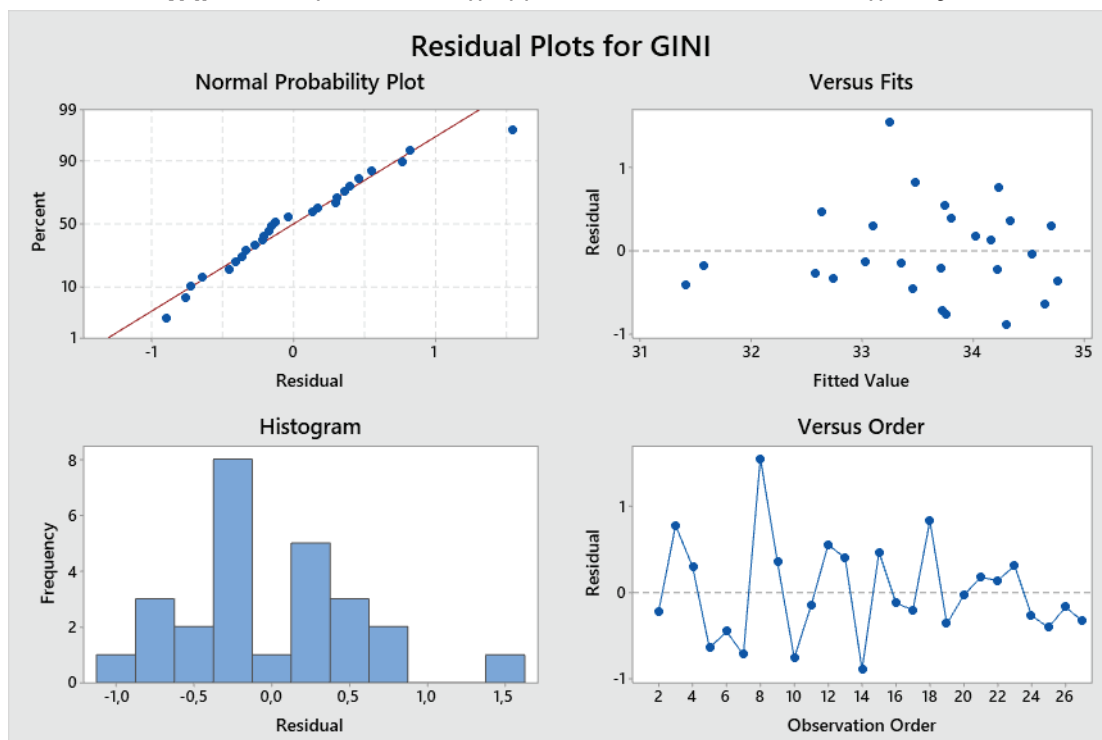 Residual Plots for GINI
Normal Probability Plot
99
90
50
10
1
Percent
-1 0 1
Residual
Versus Fits
1
0
-1
Residual
31 32 33 34 35
Fitted Value
Histogram
8
6
4
2
0
Frequency
-1,0 -0,5 0,0 0,5 1,0 1,5
Residual
Versus Order
1
0
-1
Residual
2 4 6 8 10 12 14 16 18 20 22 24 26
Observation Order